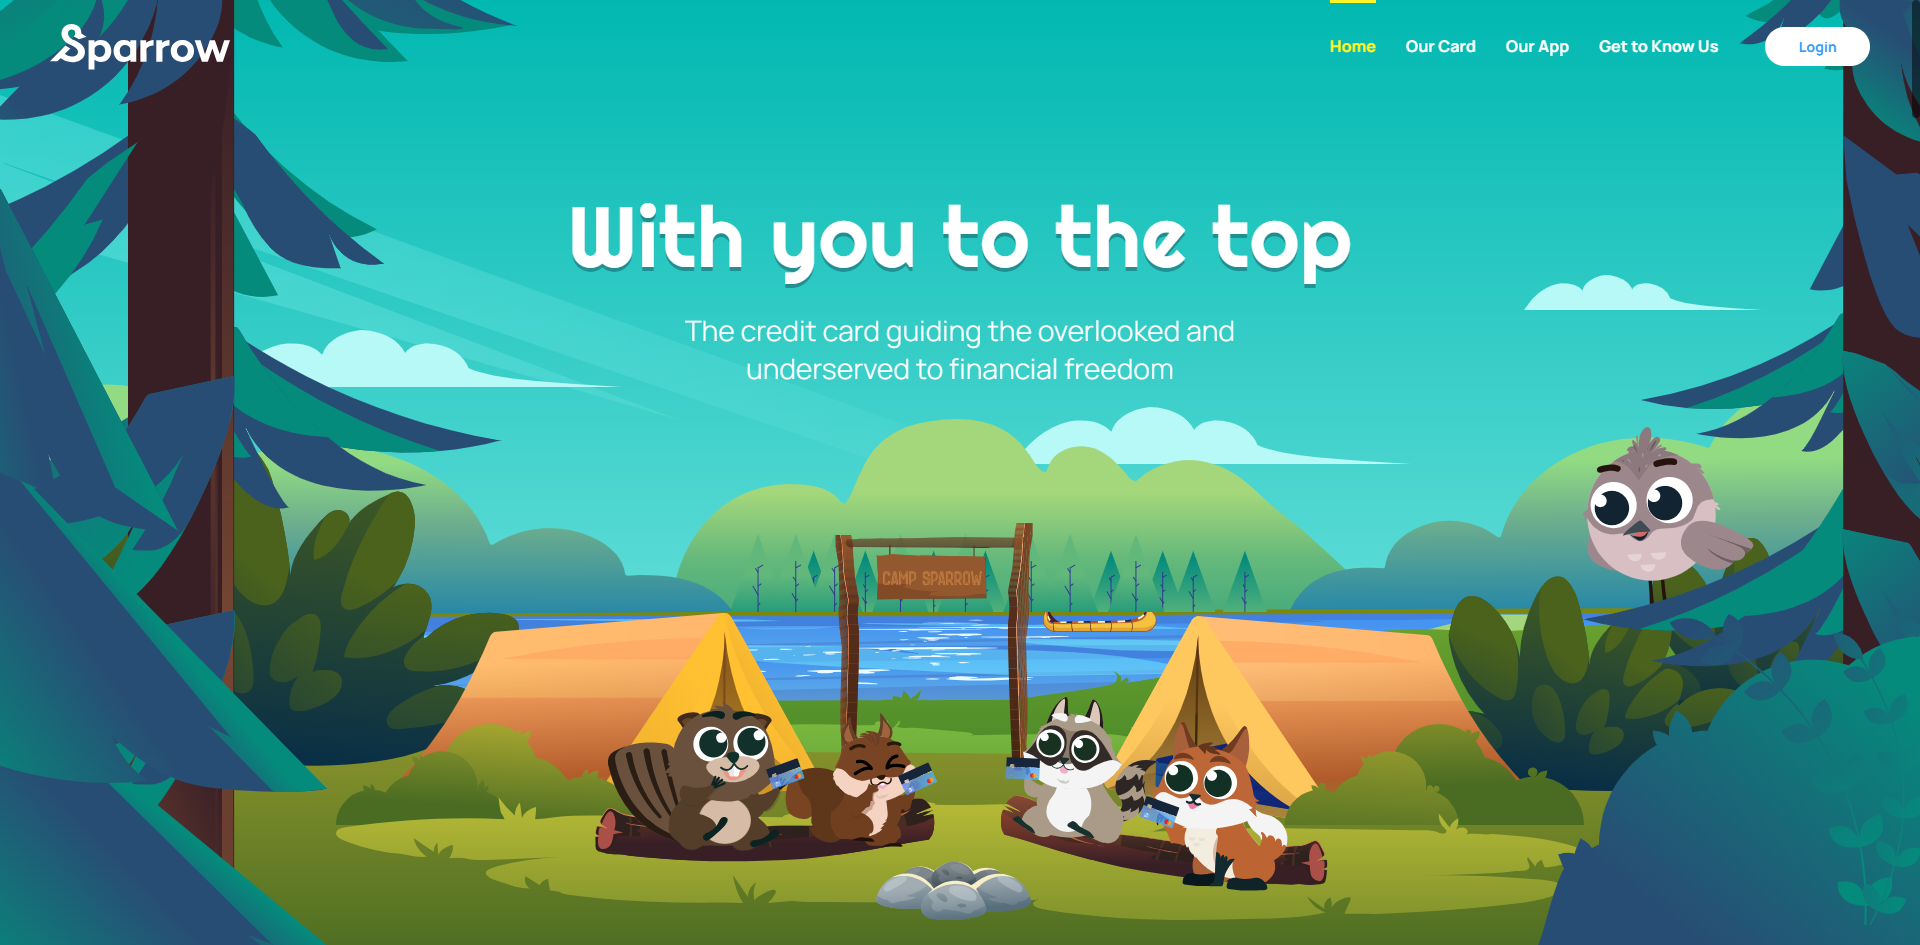 Sparrow
Home
Our Card
Our App
Get to Know Us
Login
With you to the top
The credit card guiding the overlooked and
underserved to financial freedom
CAMP SPARROW